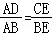 AD/AB = CE/BE